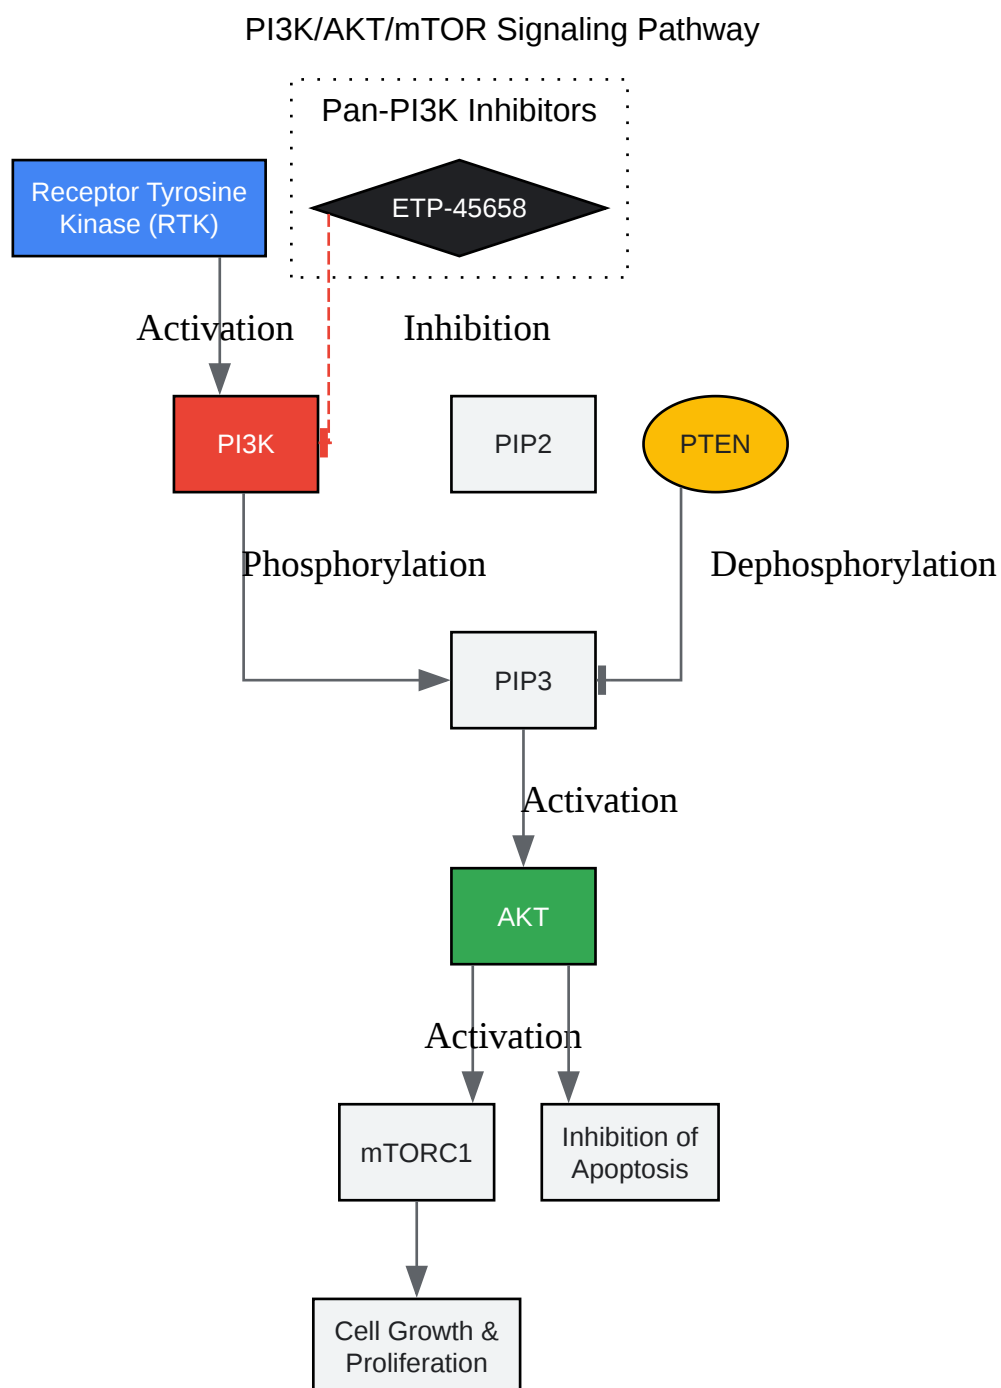 PI3K/AKT/mTOR Signaling Pathway
Pan-PI3K Inhibitors
Receptor Tyrosine
Kinase (RTK)
ETP-45658
Activation
Inhibition
PI3K
PIP2
PTEN
Phosphorylation
Dephosphorylation
PIP3
Activation
AKT
Activation
mTORC1
Inhibition of
Apoptosis
Cell Growth &
Proliferation